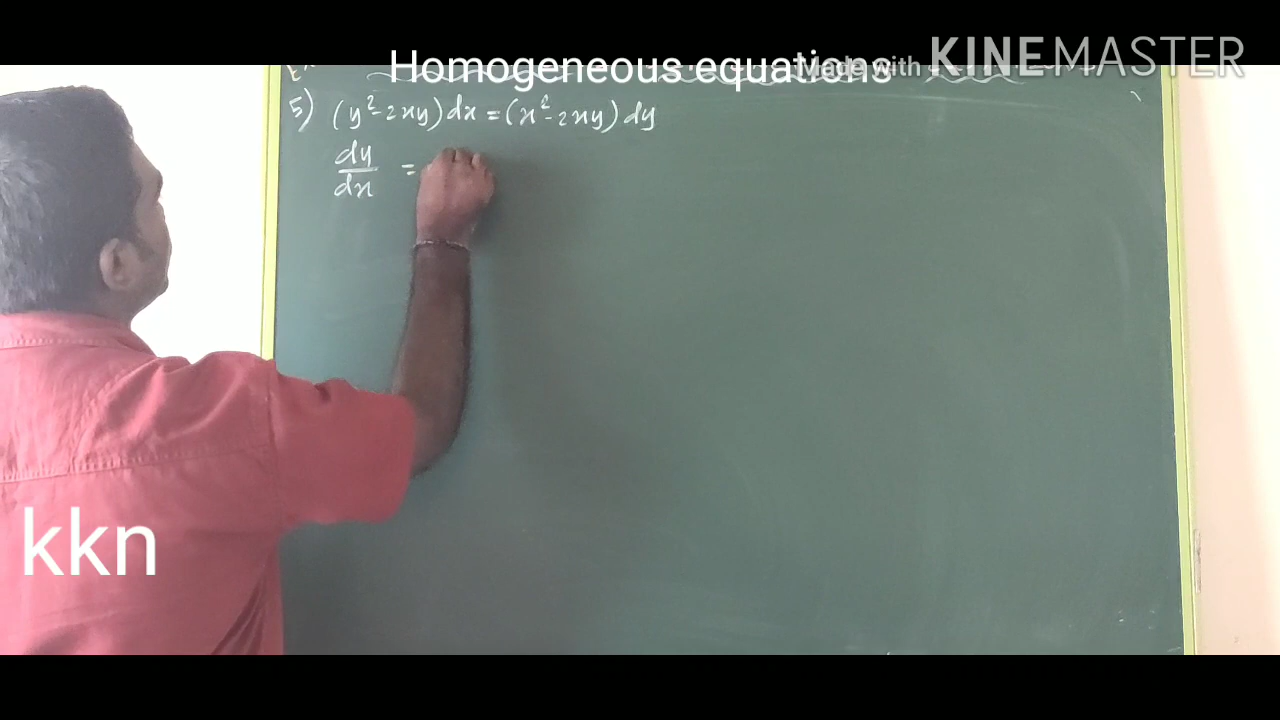 Homogeneous equations
Made with KINEMASTER
5) (y²-2xy)dx=(x²-2xy)dy
dy
dx =
kkn